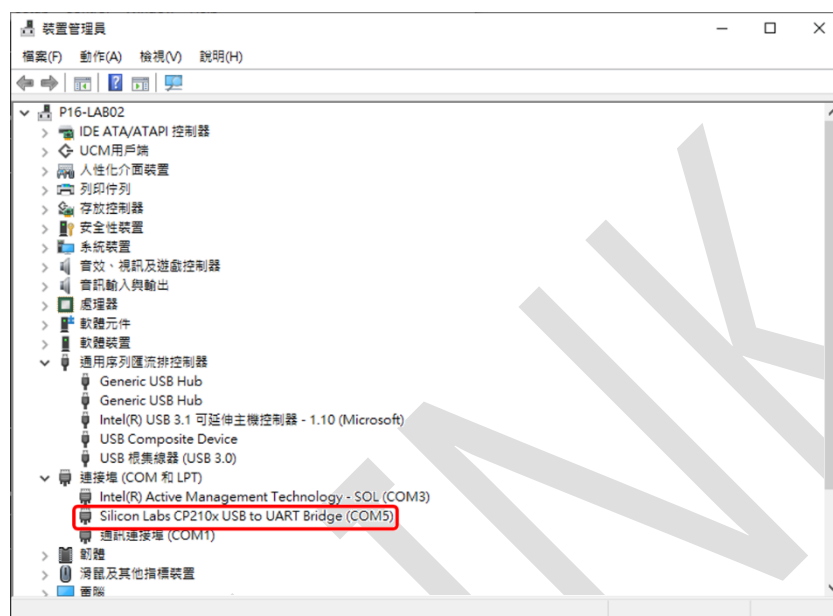 裝置管理員
檔案(F) 動作(A) 檢視(V) 說明(H)
P16-LAB02
IDE ATA/ATAPI 控制器
UCM用戶端
人性化介面裝置
列印佇列
存放控制器
安全性裝置
系統裝置
音效、視訊及遊戲控制器
音訊輸入與輸出
處理器
軟體元件
軟體裝置
通用序列匯流排控制器
Generic USB Hub
Generic USB Hub
Intel(R) USB 3.1 可延伸主機控制器 - 1.10 (Microsoft)
USB Composite Device
USB 根集線器 (USB 3.0)
連接埠 (COM 和 LPT)
Intel(R) Active Management Technology - SOL (COM3)
Silicon Labs CP210x USB to UART Bridge (COM5)
通訊連接埠 (COM1)
韌體
滑鼠及其他指標裝置
電腦